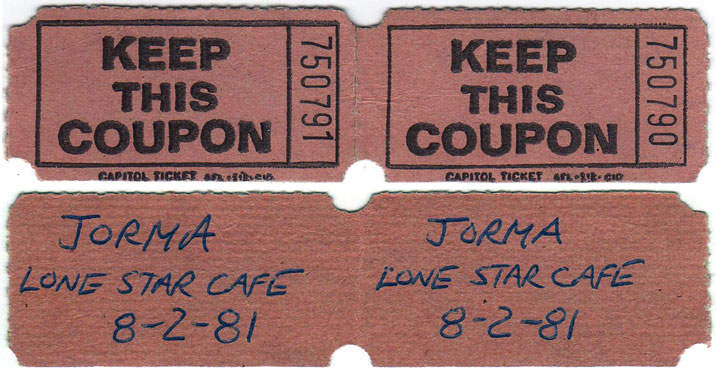 KEEP
THIS
COUPON
750791
CAPITOL TICKET
KEEP
THIS
COUPON
750790
CAPITOL TICKET
JORMA
LONE STAR CAFE
8-2-81
JORMA
LONE STAR CAFE
8-2-81